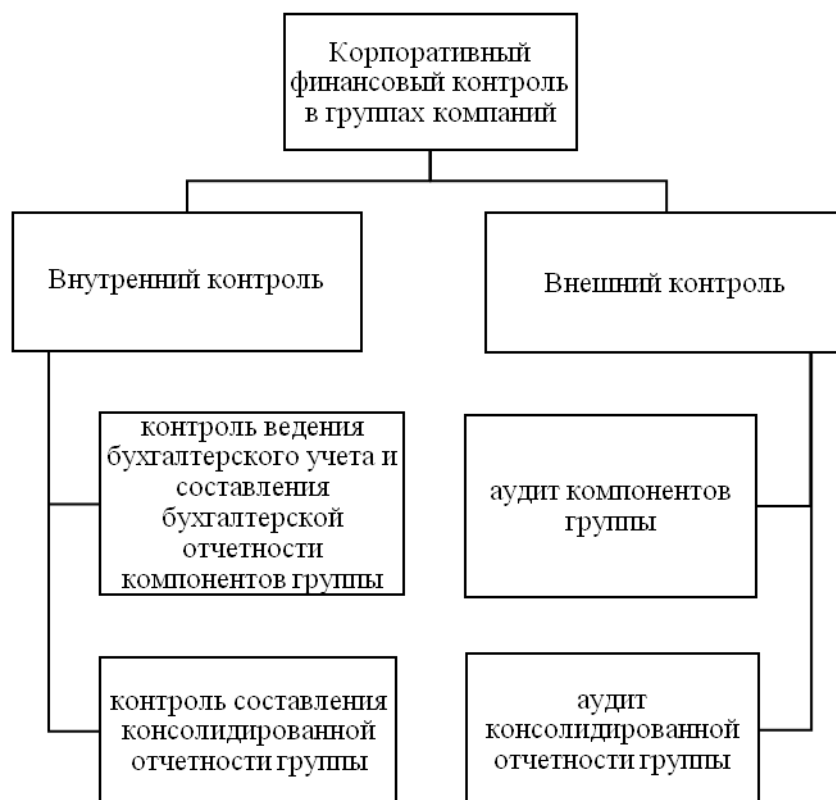 Корпоративный
финансовый контроль
в группах компаний
Внутренний контроль
Внешний контроль
контроль ведения
бухгалтерского учета и
составления
бухгалтерской
отчетности
компонентов группы
аудит компонентов
группы
контроль составления
консолидированной
отчетности группы
аудит
консолидированной
отчетности группы